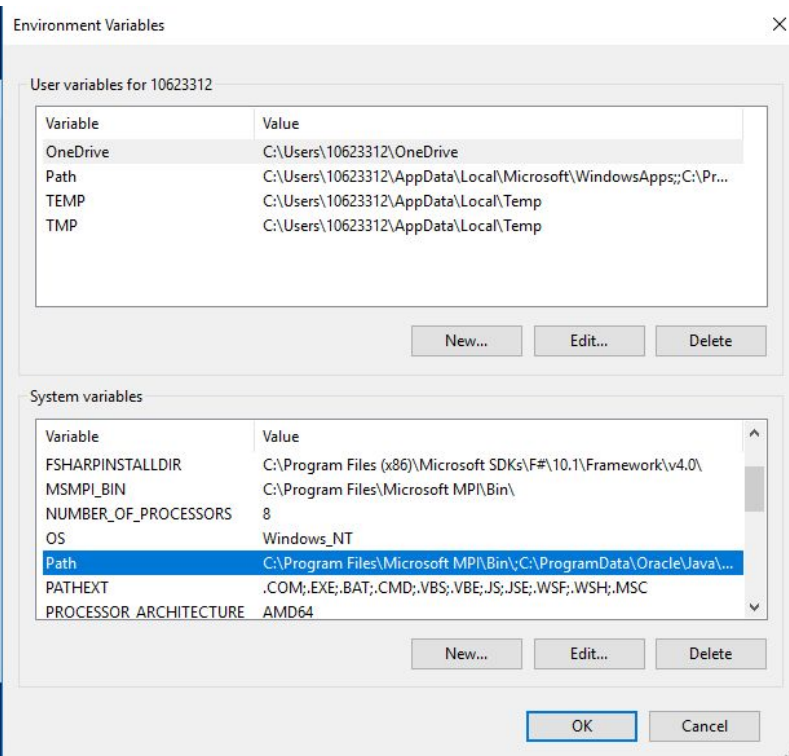 Environment Variables
User variables for 10623312
Variable Value
OneDrive C:\Users\10623312\OneDrive
Path C:\Users\10623312\AppData\Local\Microsoft\WindowsApps;;C:\Pr...
TEMP C:\Users\10623312\AppData\Local\Temp
TMP C:\Users\10623312\AppData\Local\Temp
New... Edit... Delete
System variables
Variable Value
FSHARPINSTALLDIR C:\Program Files (x86)\Microsoft SDKs\F#\10.1\Framework\v4.0\
MSMPI_BIN C:\Program Files\Microsoft MPI\Bin\
NUMBER_OF_PROCESSORS 8
OS Windows_NT
Path C:\Program Files\Microsoft MPI\Bin\;C:\ProgramData\Oracle\Java\...
PATHEXT .COM;.EXE;.BAT;.CMD;.VBS;.VBE;.JS;.JSE;.WSF;.WSH;.MSC
PROCESSOR_ARCHITECTURE AMD64
New... Edit... Delete
OK Cancel